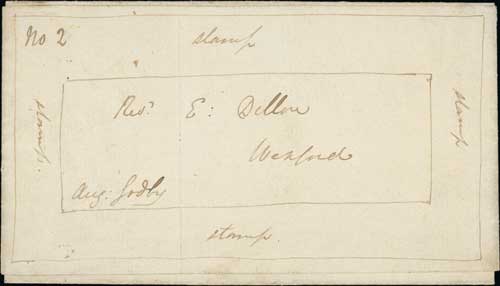 No 2
stamp
stamp.
stamp
Revd. E: Dillon
Wexford
Aug: Godby
stamp.